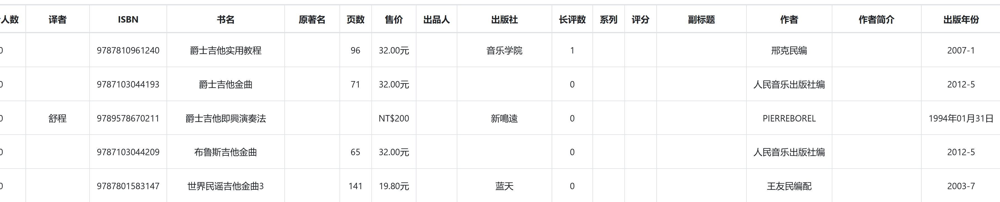 人数 译者 ISBN 书名 原著名 页数 售价 出品人 出版社 长评数 系列 评分 副标题 作者 作者简介 出版年份
0 9787810961240 爵士吉他实用教程 96 32.00元 音乐学院 1 邢克民编 2007-1
0 9787103044193 爵士吉他金曲 71 32.00元 0 人民音乐出版社编 2012-5
0 舒程 9789578670211 爵士吉他即興演奏法 NT$200 新鳴遠 0 PIERREBOREL 1994年01月31日
0 9787103044209 布鲁斯吉他金曲 65 32.00元 0 人民音乐出版社编 2012-5
0 9787801583147 世界民谣吉他金曲3 141 19.80元 蓝天 0 王友民编配 2003-7